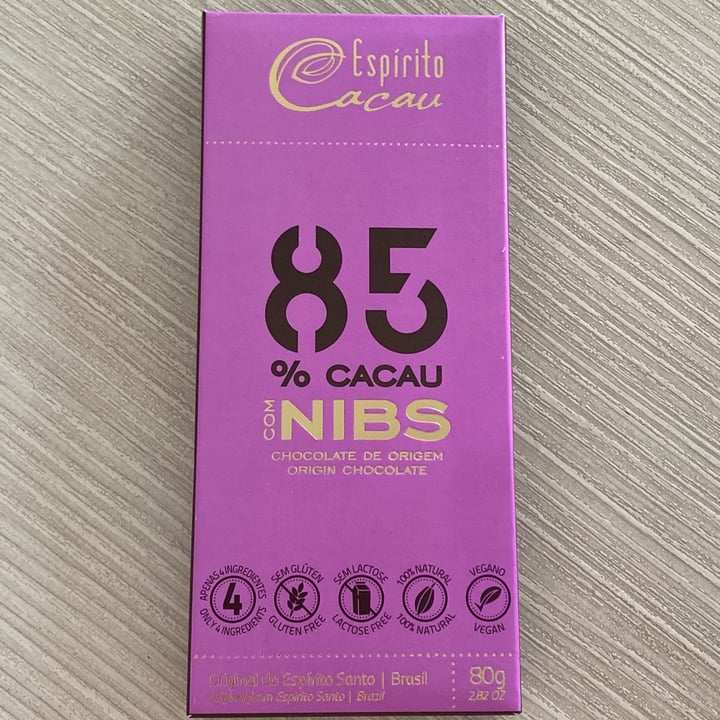 Espírito
Cacau
85
% CACAU
COM NIBS
CHOCOLATE DE ORIGEM
ORIGIN CHOCOLATE
APENAS 4 INGREDIENTES
4
ONLY 4 INGREDIENTS
SEM GLÚTEN
GLUTEN FREE
SEM LACTOSE
LACTOSE FREE
100% NATURAL
100% NATURAL
VEGANO
VEGAN
Original do Espírito Santo | Brasil
Original from Espírito Santo | Brazil
80g
2,82 OZ